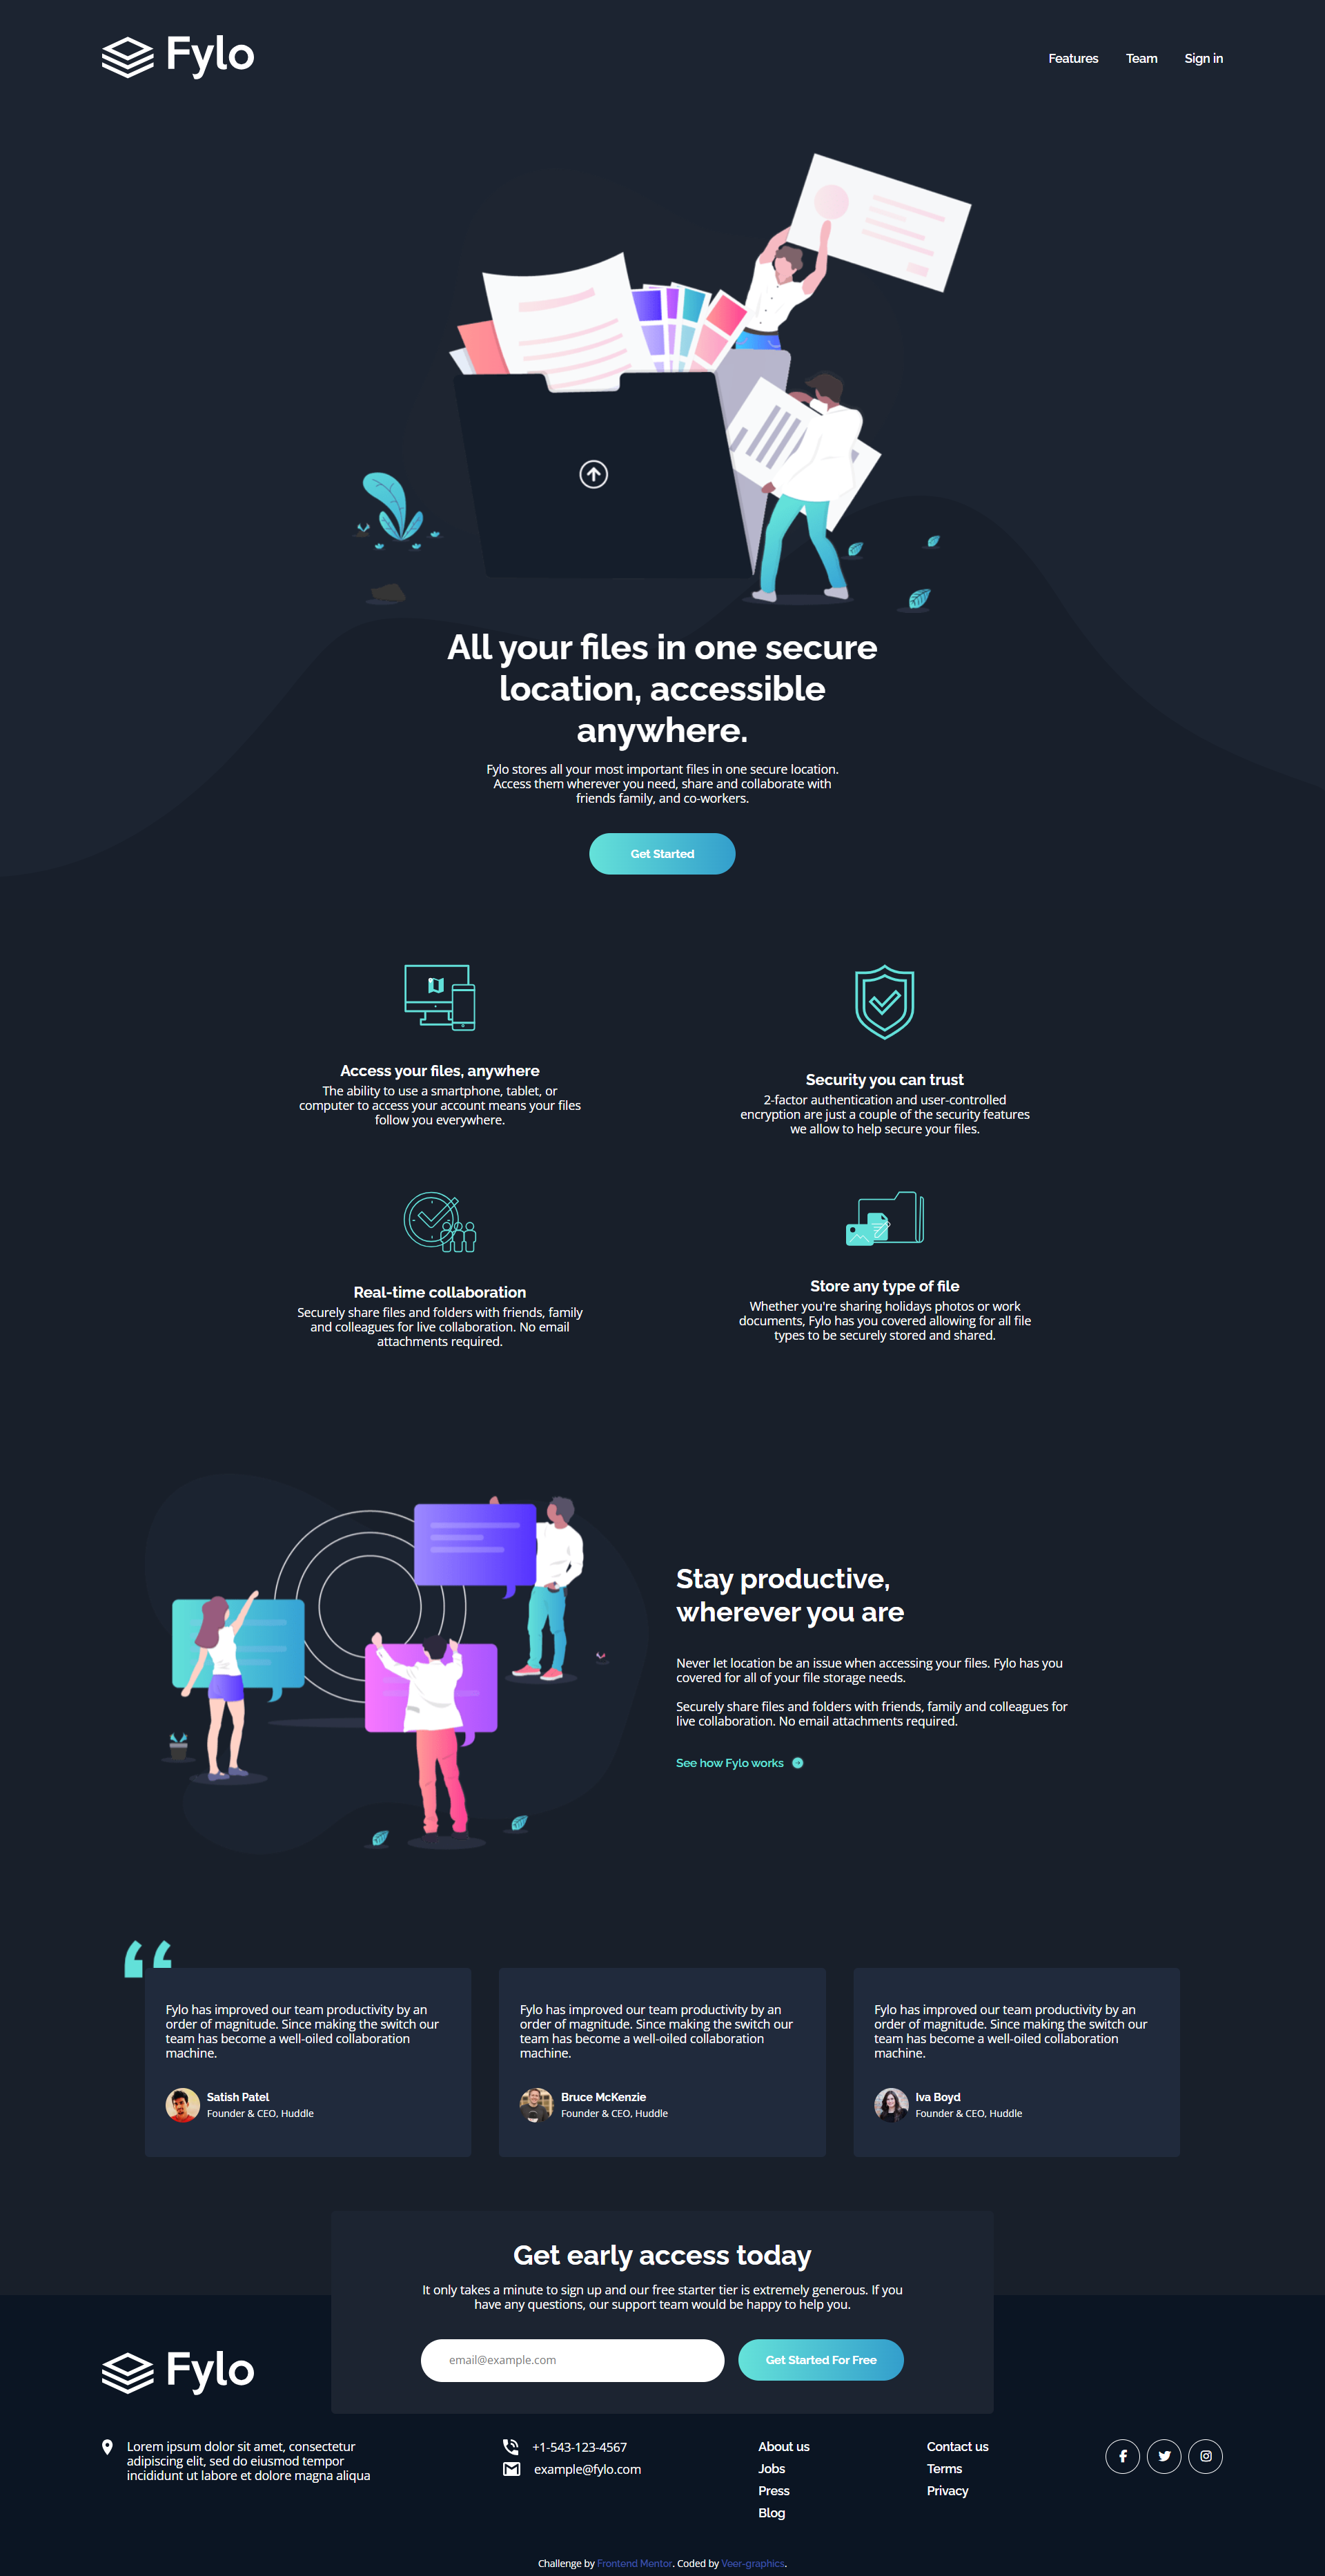 Fylo
Features Team Sign in
All your files in one secure
location, accessible
anywhere.
Fylo stores all your most important files in one secure location.
Access them wherever you need, share and collaborate with
friends family, and co-workers.
Get Started
Access your files, anywhere
The ability to use a smartphone, tablet, or
computer to access your account means your files
follow you everywhere.
Security you can trust
2-factor authentication and user-controlled
encryption are just a couple of the security features
we allow to help secure your files.
Real-time collaboration
Securely share files and folders with friends, family
and colleagues for live collaboration. No email
attachments required.
Store any type of file
Whether you're sharing holidays photos or work
documents, Fylo has you covered allowing for all file
types to be securely stored and shared.
Stay productive,
wherever you are
Never let location be an issue when accessing your files. Fylo has you
covered for all of your file storage needs.
Securely share files and folders with friends, family and colleagues for
live collaboration. No email attachments required.
See how Fylo works
Fylo has improved our team productivity by an
order of magnitude. Since making the switch our
team has become a well-oiled collaboration
machine.
Satish Patel
Founder & CEO, Huddle
Fylo has improved our team productivity by an
order of magnitude. Since making the switch our
team has become a well-oiled collaboration
machine.
Bruce McKenzie
Founder & CEO, Huddle
Fylo has improved our team productivity by an
order of magnitude. Since making the switch our
team has become a well-oiled collaboration
machine.
Iva Boyd
Founder & CEO, Huddle
Get early access today
It only takes a minute to sign up and our free starter tier is extremely generous. If you
have any questions, our support team would be happy to help you.
email@example.com
Get Started For Free
Fylo
Lorem ipsum dolor sit amet, consectetur
adipiscing elit, sed do eiusmod tempor
incididunt ut labore et dolore magna aliqua
+1-543-123-4567
example@fylo.com
About us
Jobs
Press
Blog
Contact us
Terms
Privacy
Challenge by Frontend Mentor. Coded by Veer-graphics.